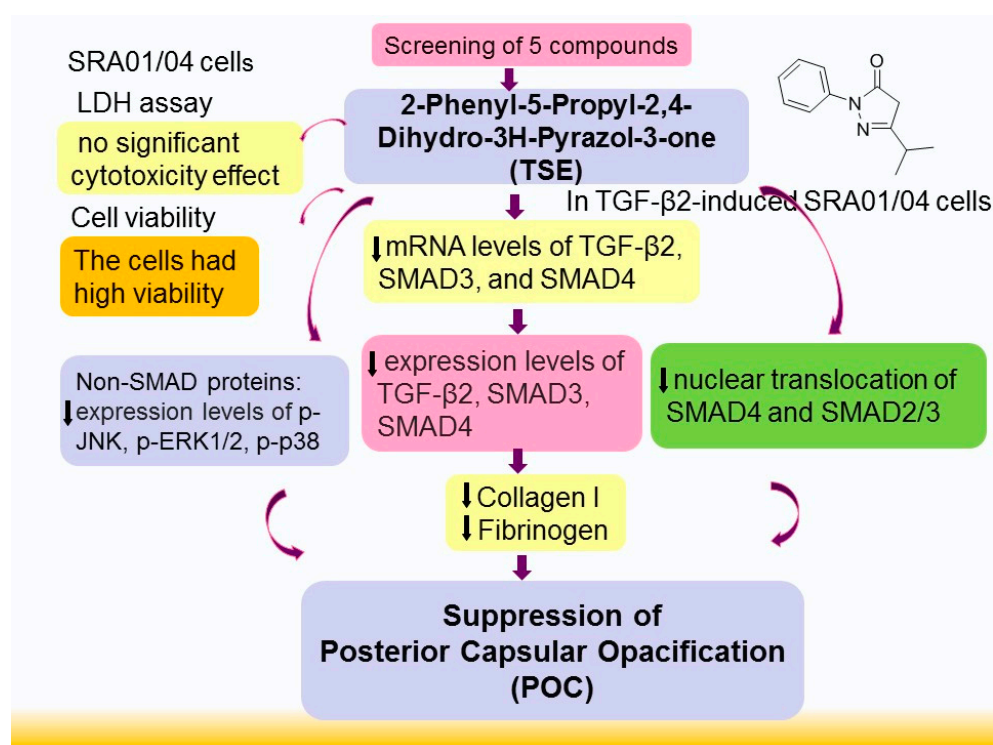 Screening of 5 compounds
SRA01/04 cells
LDH assay
no significant
cytotoxicity effect
Cell viability
The cells had
high viability
2-Phenyl-5-Propyl-2,4-
Dihydro-3H-Pyrazol-3-one
(TSE)
O
N
N
In TGF-β2-induced SRA01/04 cells
mRNA levels of TGF-β2,
SMAD3, and SMAD4
Non-SMAD proteins:
expression levels of p-
JNK, p-ERK1/2, p-p38
expression levels of
TGF-β2, SMAD3,
SMAD4
nuclear translocation of
SMAD4 and SMAD2/3
Collagen I
Fibrinogen
Suppression of
Posterior Capsular Opacification
(POC)